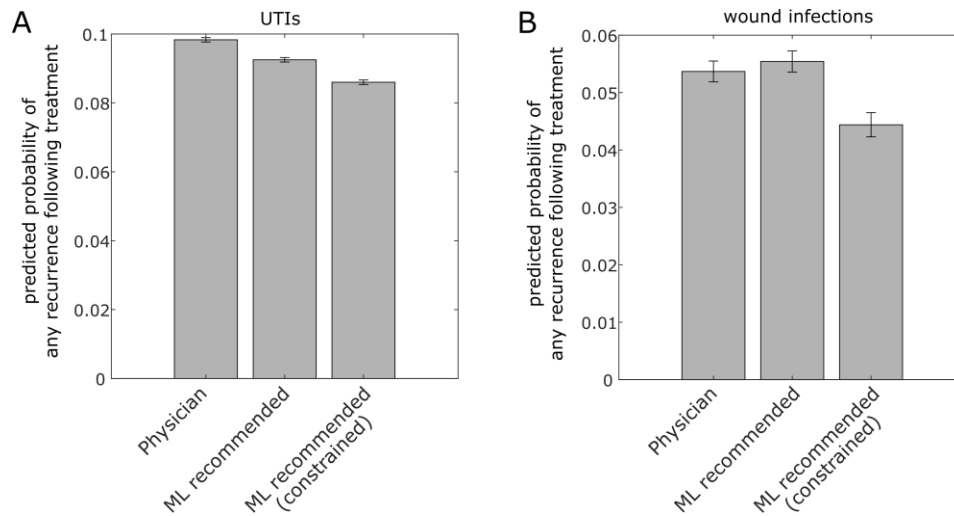 A
UTIs
predicted probability of
any recurrence following treatment
0.1
0.08
0.06
0.04
0.02
0
Physician
ML recommended
ML recommended
(constrained)
B
wound infections
predicted probability of
any recurrence following treatment
0.06
0.05
0.04
0.03
0.02
0.01
0
Physician
ML recommended
ML recommended
(constrained)